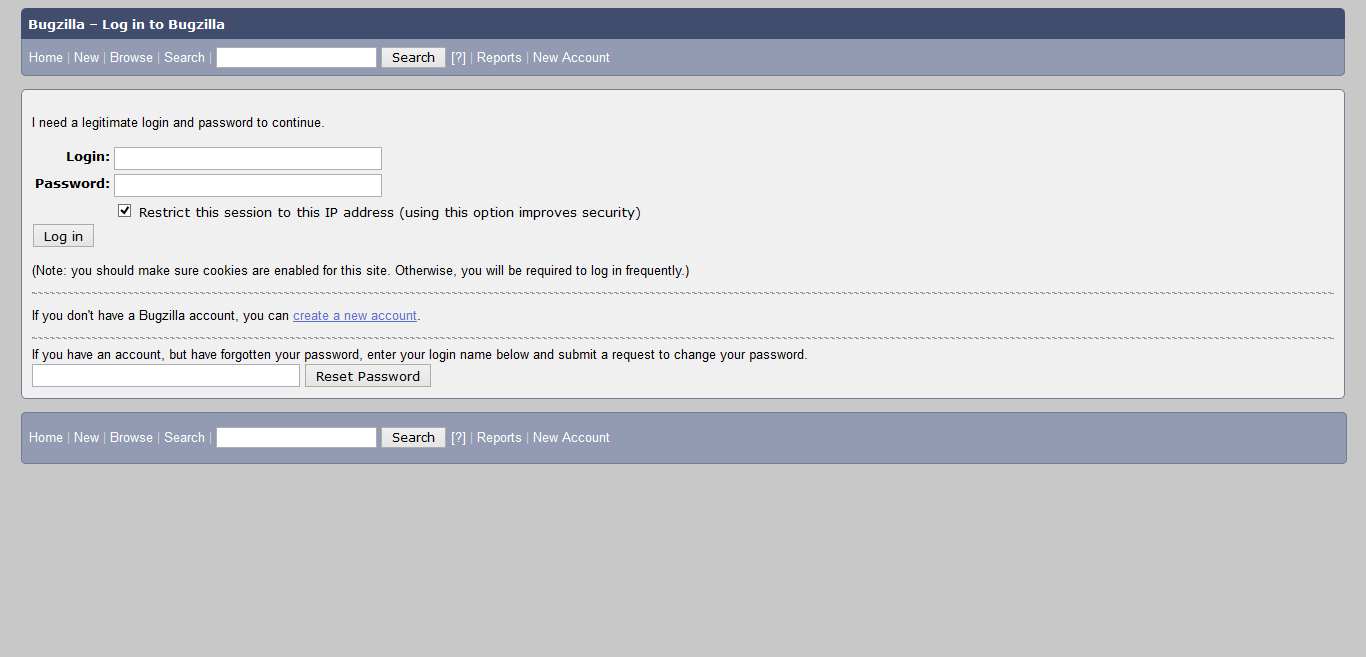 Bugzilla – Log in to Bugzilla
Home | New | Browse | Search | Search [?] | Reports | New Account
I need a legitimate login and password to continue.
Login:
Password:
Restrict this session to this IP address (using this option improves security)
Log in
(Note: you should make sure cookies are enabled for this site. Otherwise, you will be required to log in frequently.)
If you don't have a Bugzilla account, you can create a new account.
If you have an account, but have forgotten your password, enter your login name below and submit a request to change your password.
Reset Password
Home | New | Browse | Search | Search [?] | Reports | New Account